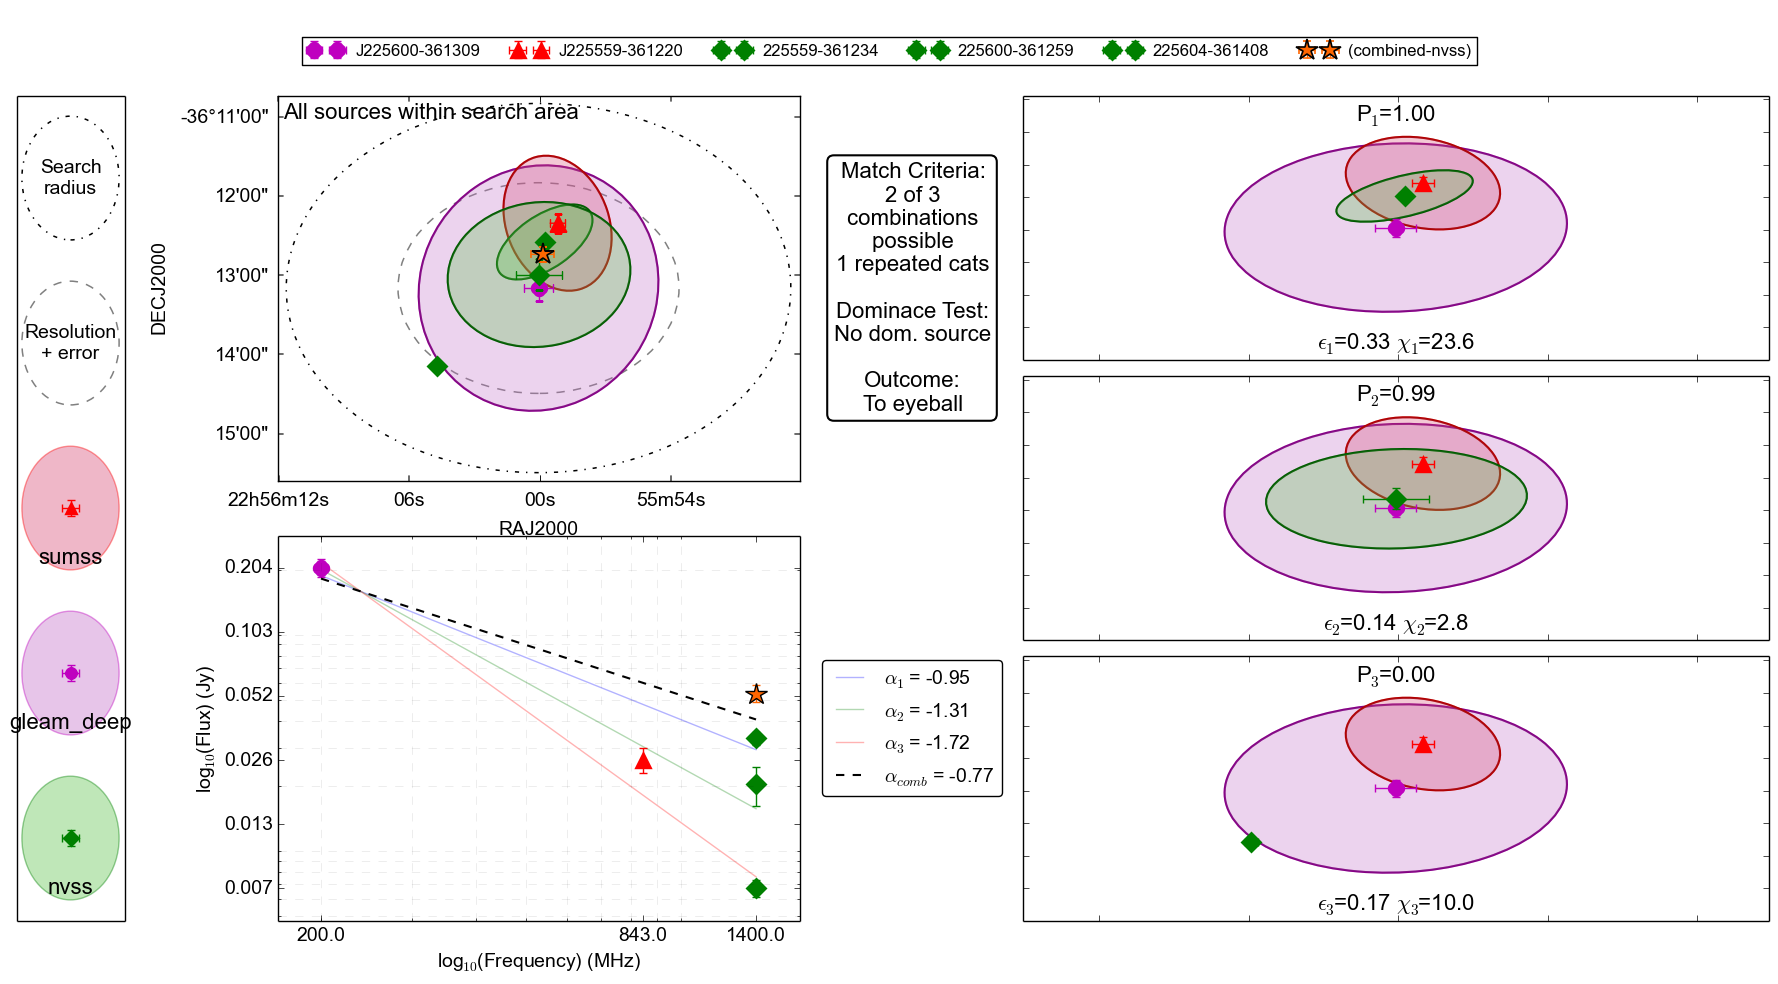 J225600-361309 J225559-361220 225559-361234 225600-361259 225604-361408 (combined-nvss)
Search
radius
Resolution
+ error
sumss
gleam_deep
nvss
All sources within search area
-36°11'00"
12'00"
13'00"
14'00"
15'00"
DECJ2000
22h56m12s 06s 00s 55m54s
RAJ2000
Match Criteria:
2 of 3
combinations
possible
1 repeated cats
Dominace Test:
No dom. source
Outcome:
To eyeball
0.204
0.103
0.052
0.026
0.013
0.007
log10(Flux) (Jy)
200.0 843.0 1400.0
log10(Frequency) (MHz)
α1 = -0.95
α2 = -1.31
α3 = -1.72
αcomb = -0.77
P1=1.00
ϵ1=0.33 χ1=23.6
P2=0.99
ϵ2=0.14 χ2=2.8
P3=0.00
ϵ3=0.17 χ3=10.0